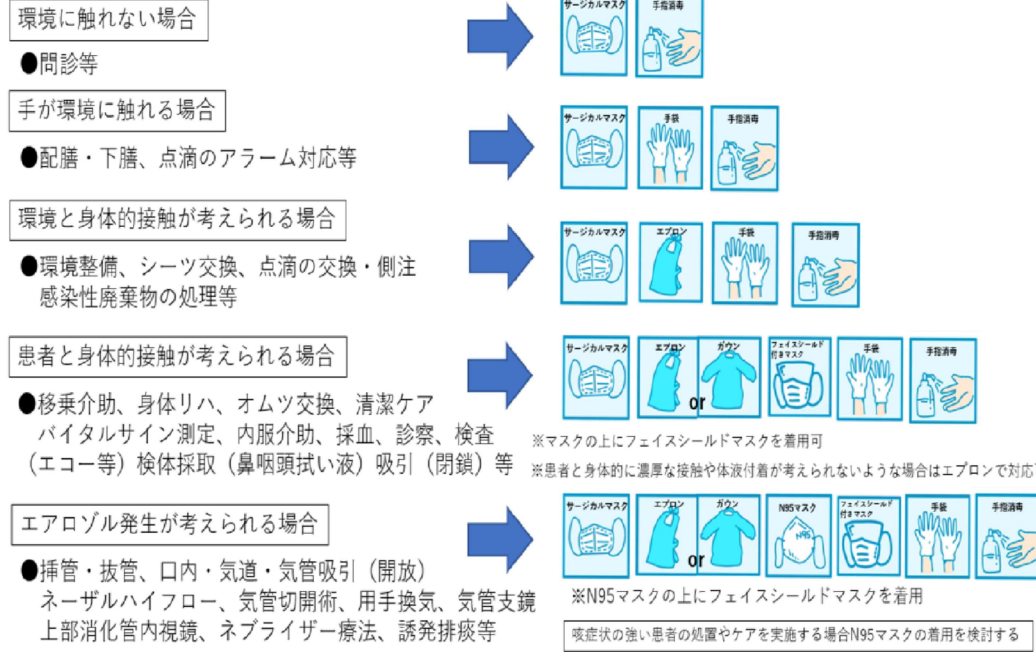 環境に触れない場合
サージカルマスク 手指消毒
●問診等
手が環境に触れる場合
サージカルマスク 手袋 手指消毒
●配膳・下膳、点滴のアラーム対応等
環境と身体的接触が考えられる場合
サージカルマスク エプロン 手袋 手指消毒
●環境整備、シーツ交換、点滴の交換・側注
感染性廃棄物の処理等
患者と身体的接触が考えられる場合
サージカルマスク エプロン or ガウン フェイスシールド付きマスク 手袋 手指消毒
●移乗介助、身体リハ、オムツ交換、清潔ケア
バイタルサイン測定、内服介助、採血、診察、検査
（エコー等）検体採取（鼻咽頭拭い液）吸引（閉鎖）等
※マスクの上にフェイスシールドマスクを着用可
※患者と身体的に濃厚な接触や体液付着が考えられないような場合はエプロンで対応
エアロゾル発生が考えられる場合
サージカルマスク エプロン or ガウン N95マスク N95 フェイスシールド付きマスク 手袋 手指消毒
●挿管・抜管、口内・気道・気管吸引（開放）
ネーザルハイフロー、気管切開術、用手換気、気管支鏡
上部消化管内視鏡、ネブライザー療法、誘発排痰等
※N95マスクの上にフェイスシールドマスクを着用
咳症状の強い患者の処置やケアを実施する場合N95マスクの着用を検討する